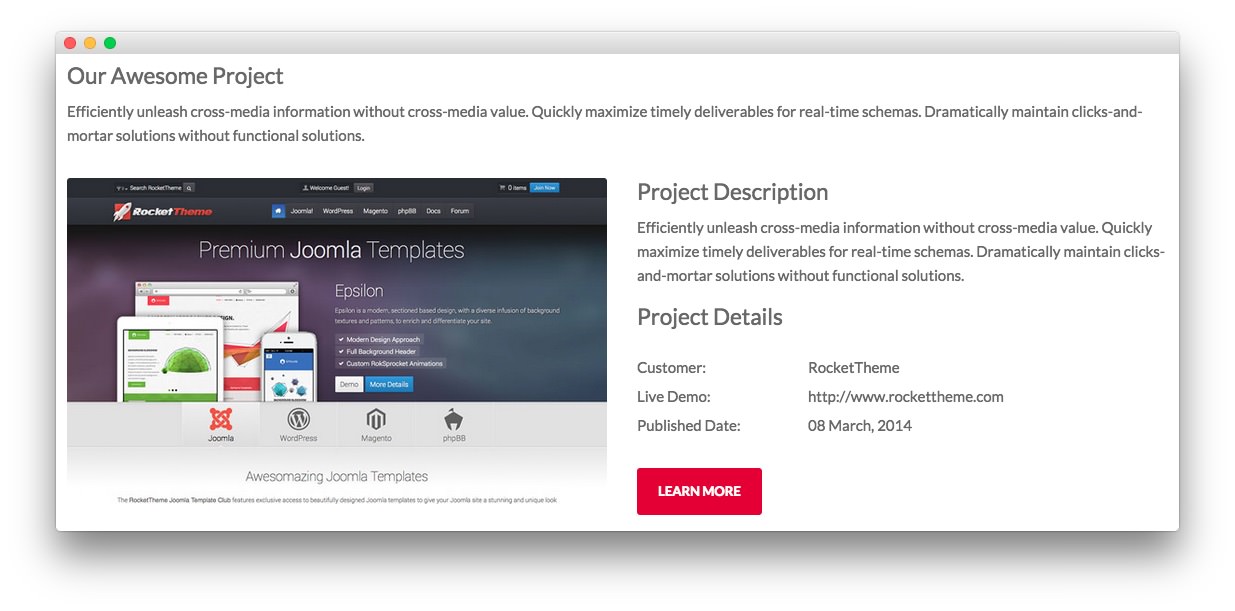 Our Awesome Project
Efficiently unleash cross-media information without cross-media value. Quickly maximize timely deliverables for real-time schemas. Dramatically maintain clicks-and-
mortar solutions without functional solutions.
Search RocketTheme
Welcome Guest! Login
0 items Join Now
RocketTheme
Joomla! WordPress Magento phpBB Docs Forum
Premium Joomla Templates
Epsilon
Epsilon is a modern, sectioned based design, with a diverse infusion of background
textures and patterns, to enrich and differentiate your site.
✔ Modern Design Approach
✔ Full Background Header
✔ Custom RokSprocket Animations
Demo More Details
Joomla WordPress Magento phpBB
Awesomazing Joomla Templates
The RocketTheme Joomla Template Club features exclusive access to beautifully designed Joomla templates to give your Joomla site a stunning and unique look
Project Description
Efficiently unleash cross-media information without cross-media value. Quickly
maximize timely deliverables for real-time schemas. Dramatically maintain clicks-
and-mortar solutions without functional solutions.
Project Details
Customer: RocketTheme
Live Demo: http://www.rockettheme.com
Published Date: 08 March, 2014
LEARN MORE